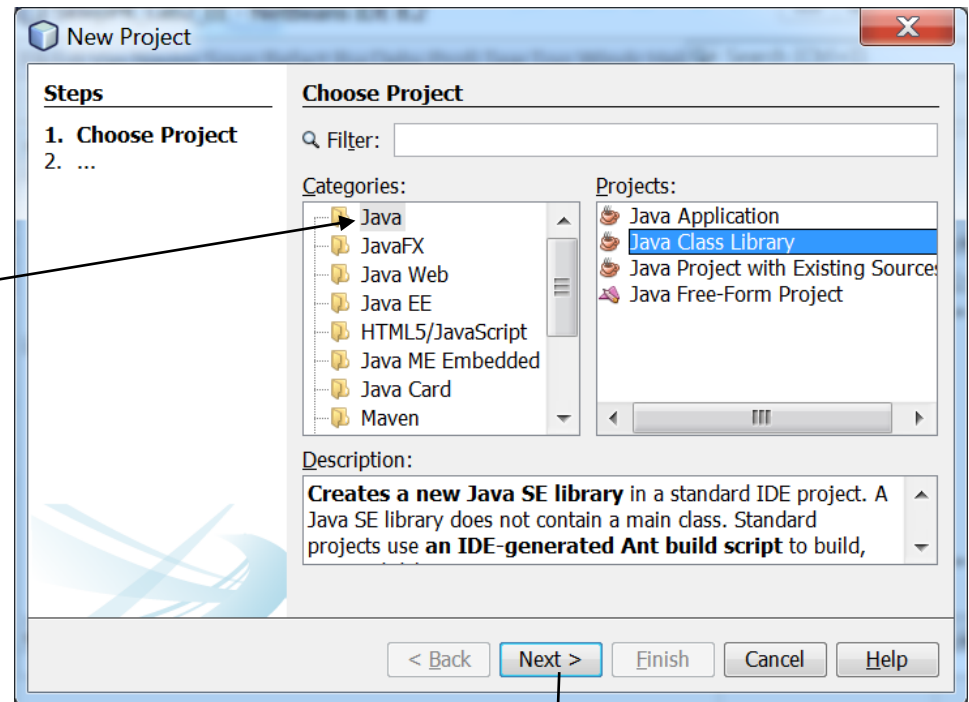 New Project
Steps
1. Choose Project
2. ...
Choose Project
Filter:
Categories:
Java
JavaFX
Java Web
Java EE
HTML5/JavaScript
Java ME Embedded
Java Card
Maven
Projects:
Java Application
Java Class Library
Java Project with Existing Sources
Java Free-Form Project
Description:
Creates a new Java SE library in a standard IDE project. A
Java SE library does not contain a main class. Standard
projects use an IDE-generated Ant build script to build,
< Back
Next >
Finish
Cancel
Help